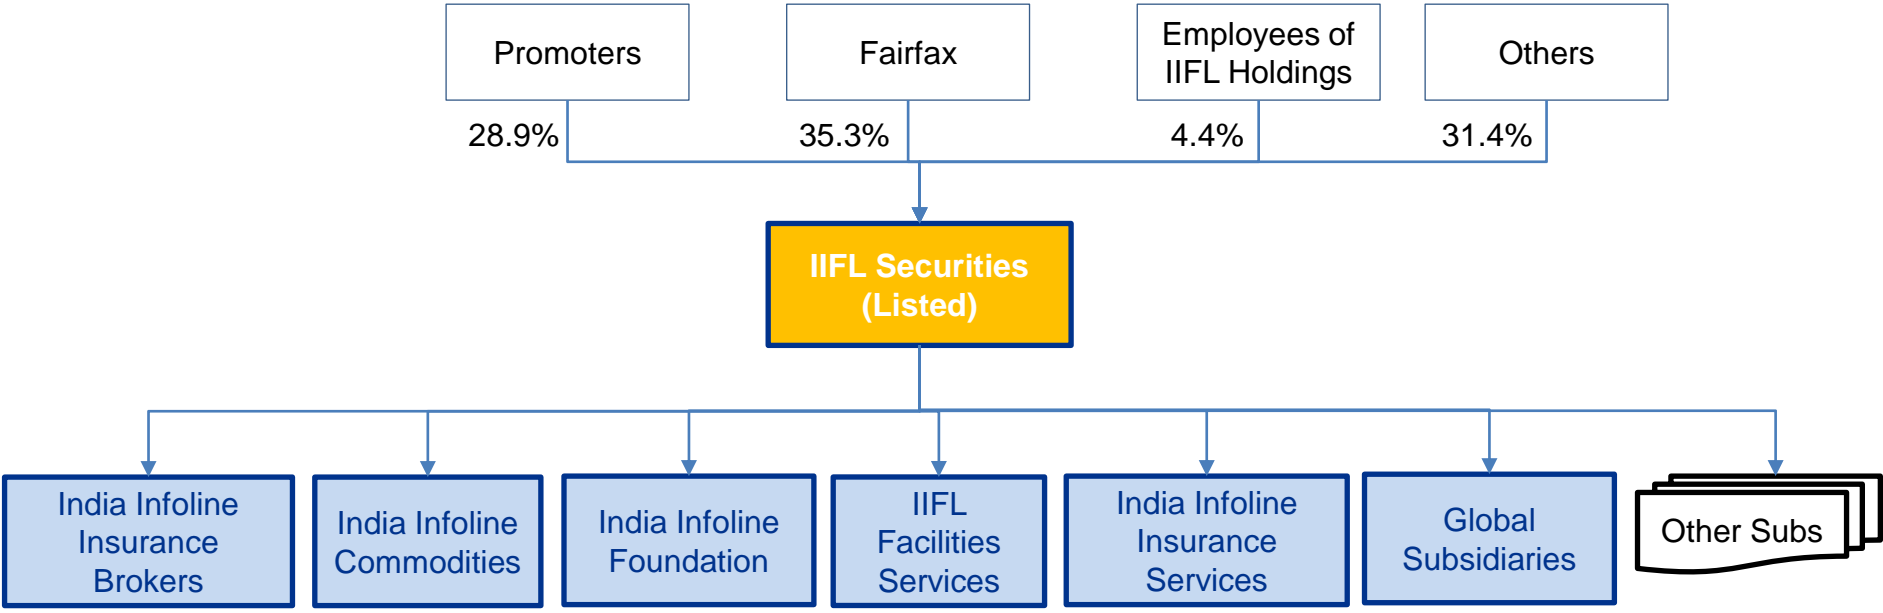 Promoters
Fairfax
Employees of
IIFL Holdings
Others
28.9%
35.3%
4.4%
31.4%
IIFL Securities
(Listed)
India Infoline
Insurance
Brokers
India Infoline
Commodities
India Infoline
Foundation
IIFL
Facilities
Services
India Infoline
Insurance
Services
Global
Subsidiaries
Other Subs